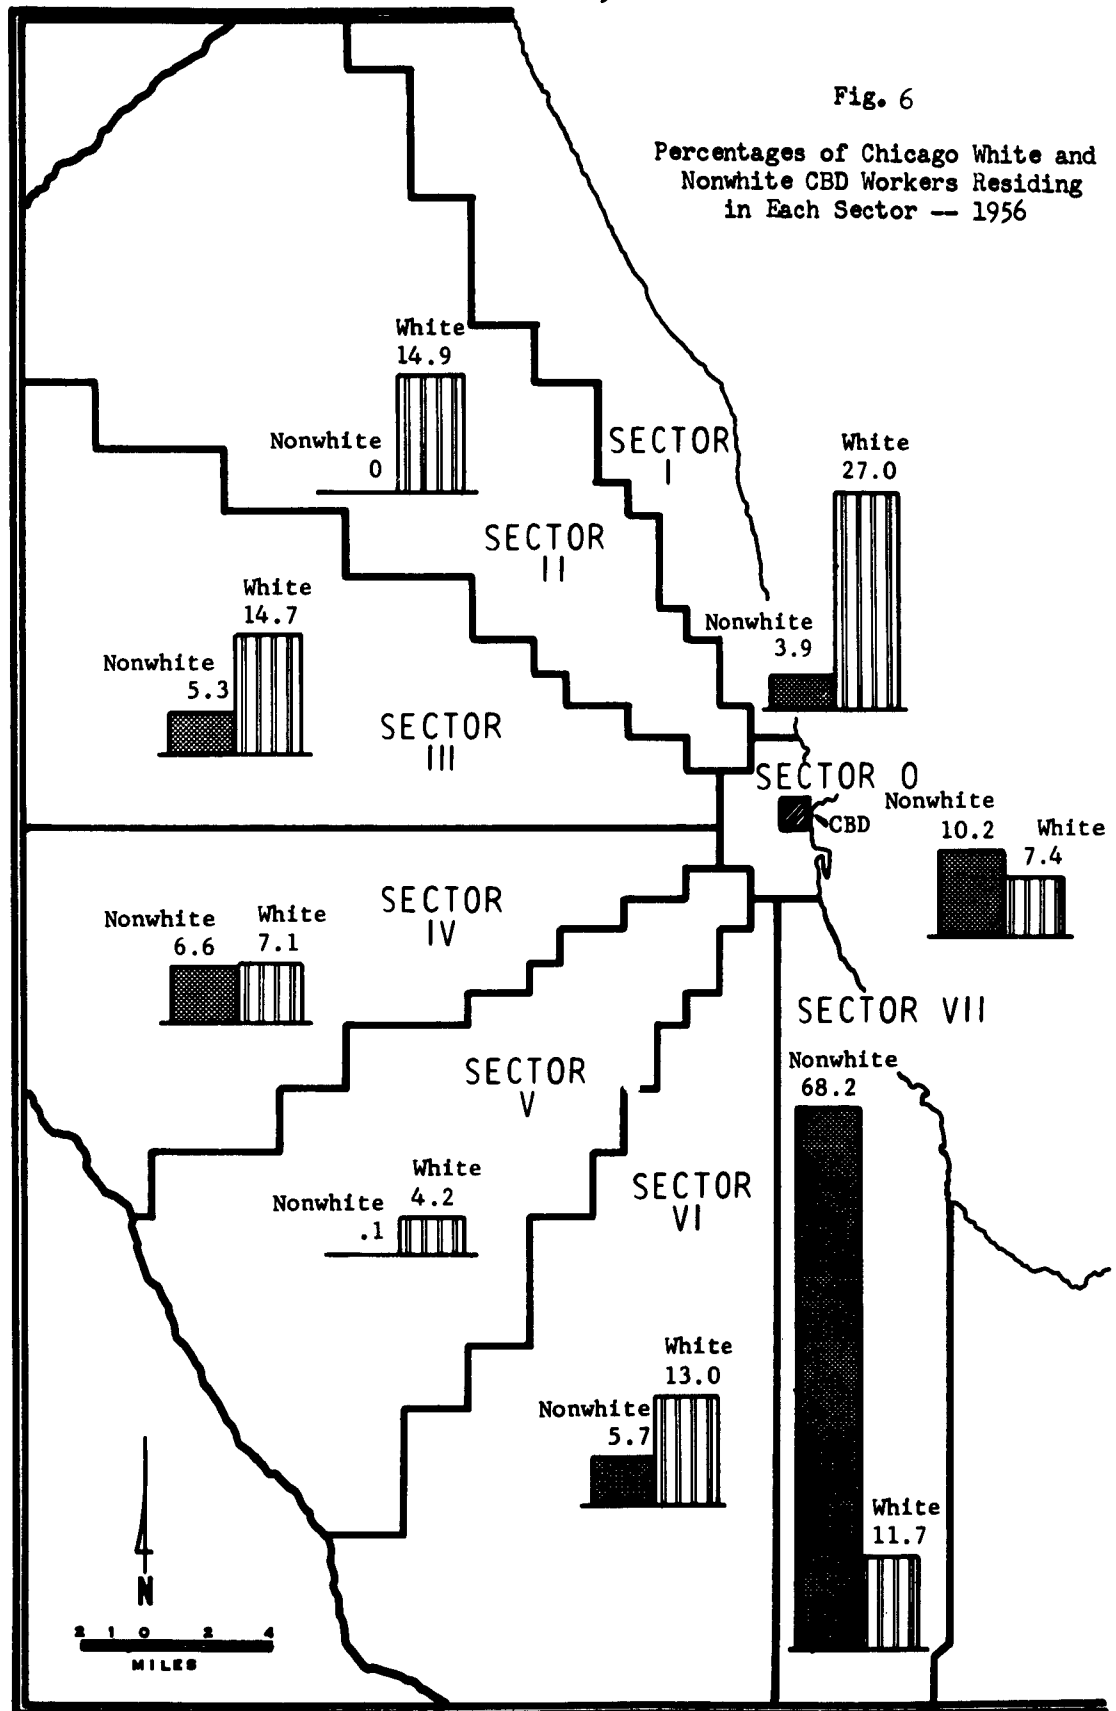 Fig. 6
Percentages of Chicago White and
Nonwhite CBD Workers Residing
in Each Sector -- 1956
White
14.9
Nonwhite
0
SECTOR
I
White
27.0
SECTOR
II
Nonwhite
3.9
White
14.7
Nonwhite
5.3
SECTOR
III
SECTOR 0
CBD
Nonwhite
10.2
White
7.4
SECTOR
IV
Nonwhite
6.6
White
7.1
SECTOR VII
Nonwhite
68.2
SECTOR
V
White
4.2
Nonwhite
.1
SECTOR
VI
White
13.0
Nonwhite
5.7
White
11.7
N
2 1 0 2 4
MILES